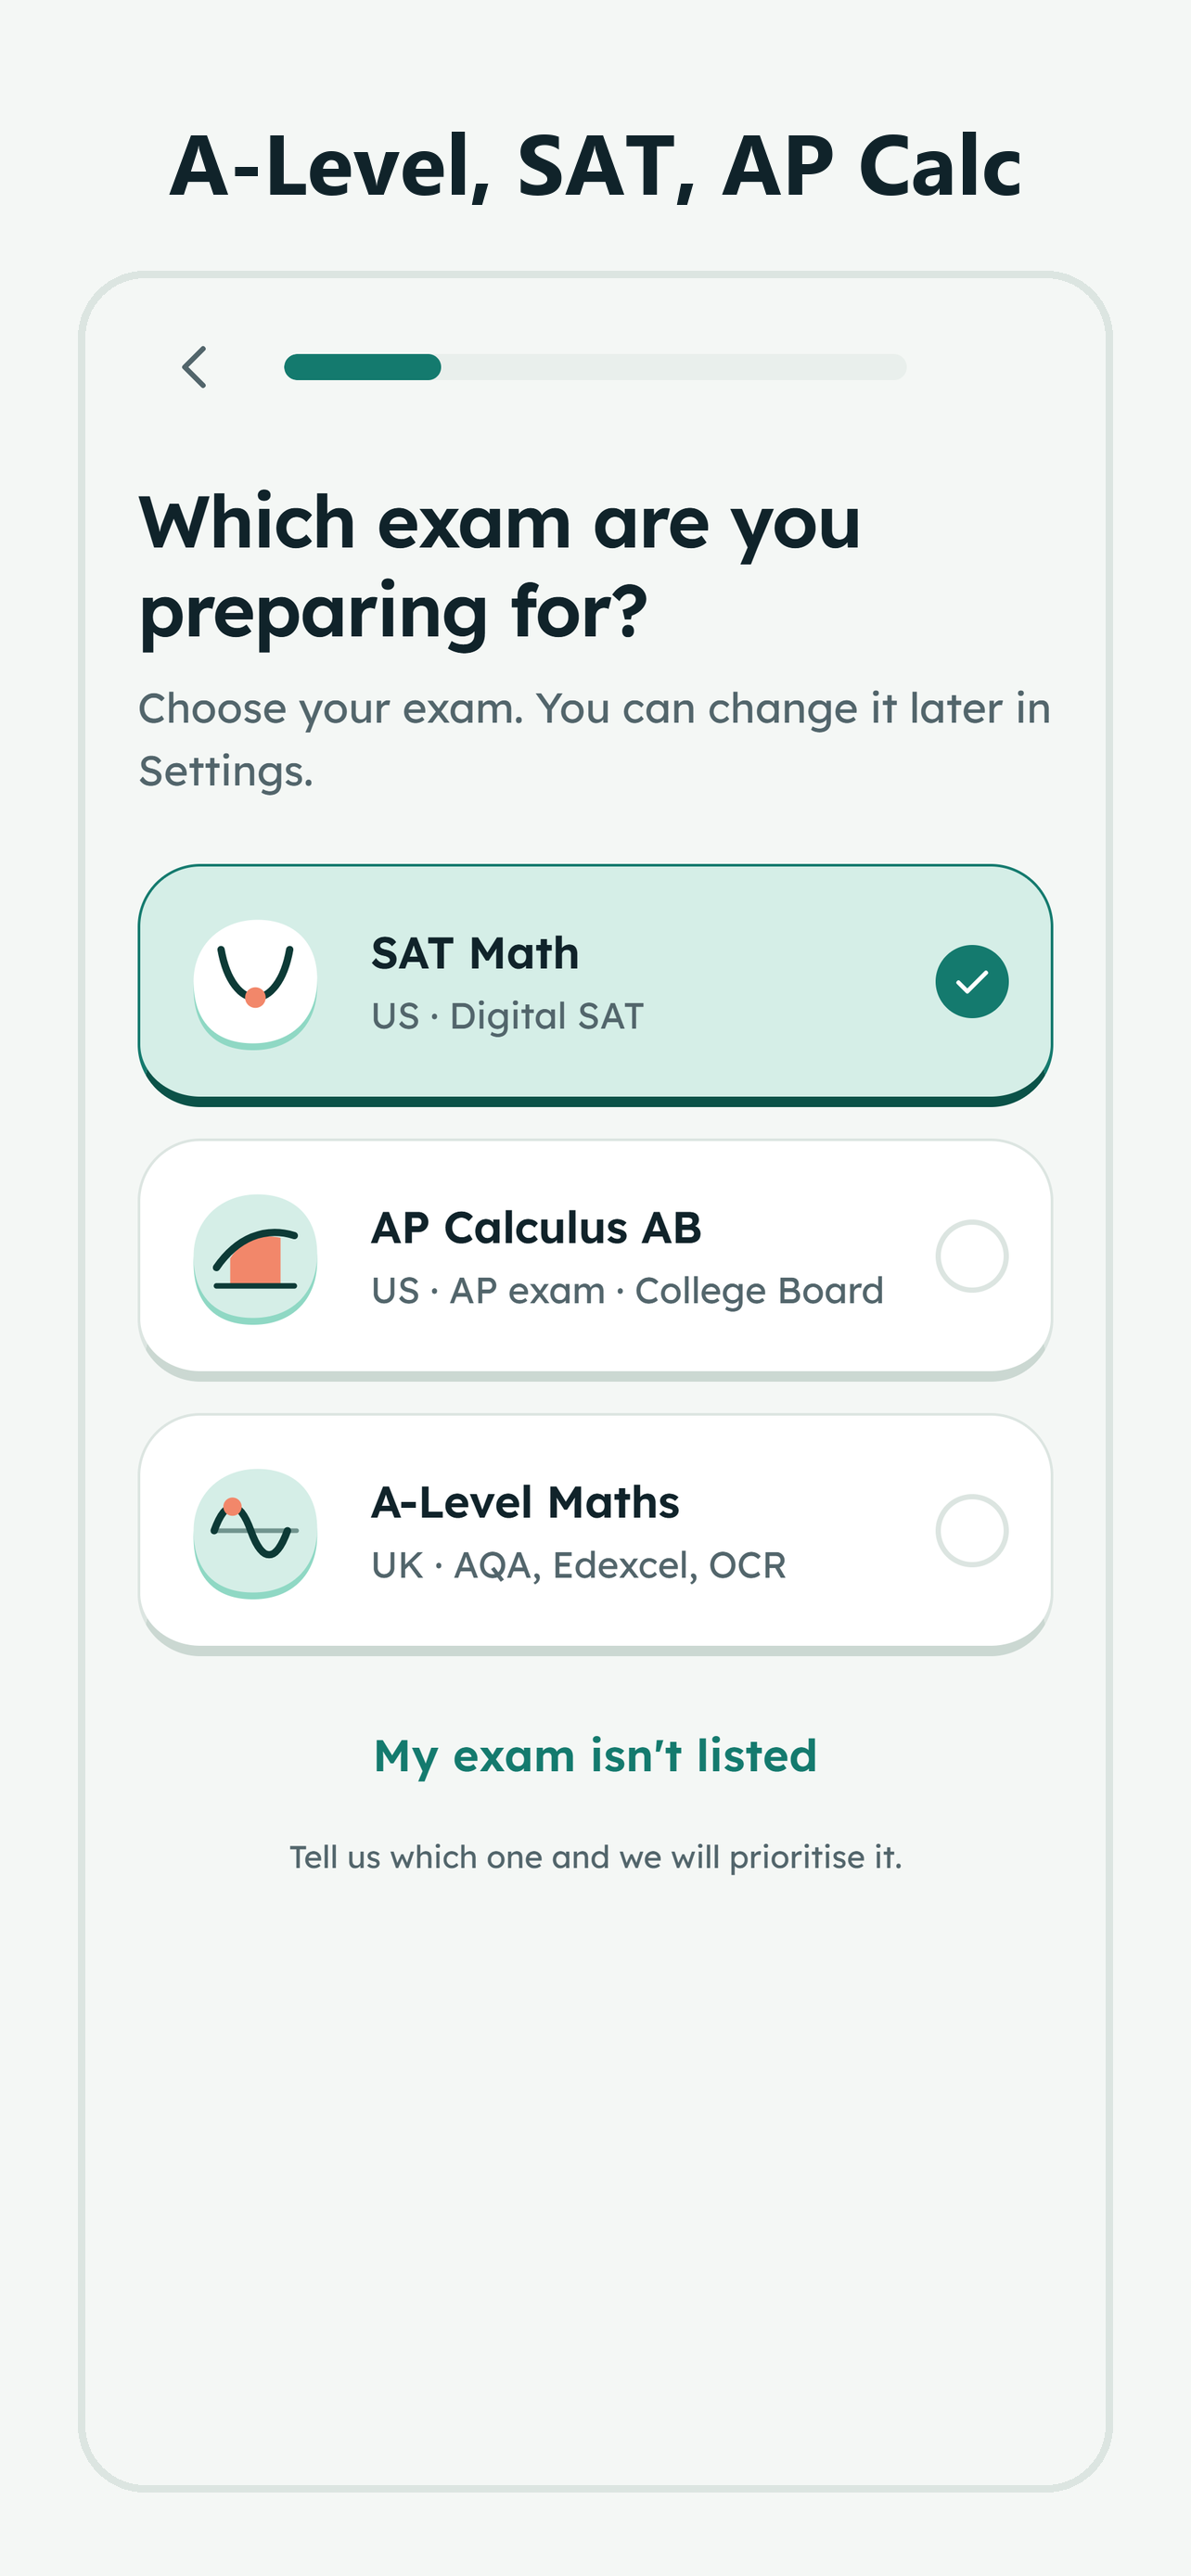 A-Level, SAT, AP Calc
Which exam are you
preparing for?
Choose your exam. You can change it later in
Settings.
SAT Math
US · Digital SAT
AP Calculus AB
US · AP exam · College Board
A-Level Maths
UK · AQA, Edexcel, OCR
My exam isn't listed
Tell us which one and we will prioritise it.